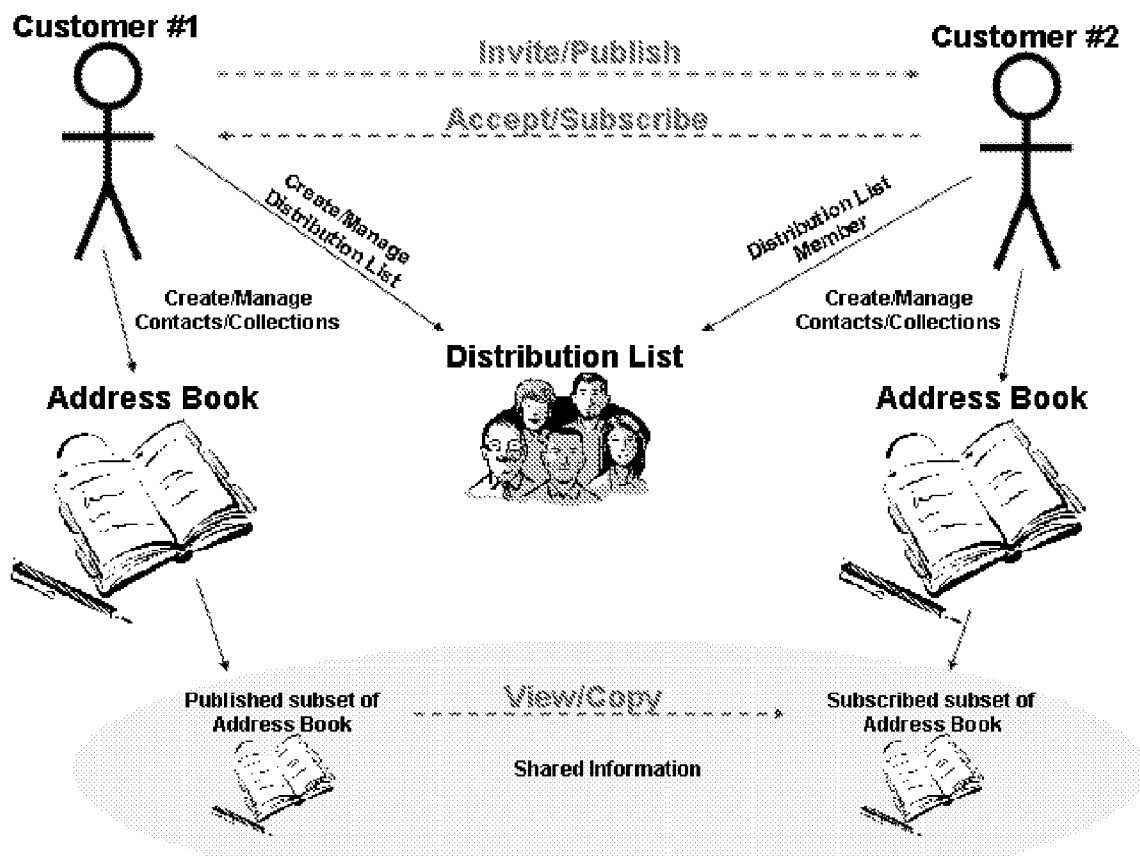 Customer #1
Customer #2
Invite/Publish
Accept/Subscribe
Create/Manage
Distribution List
Distribution List
Member
Create/Manage
Contacts/Collections
Create/Manage
Contacts/Collections
Distribution List
Address Book
Address Book
Published subset of
Address Book
View/Copy
Subscribed subset of
Address Book
Shared Information